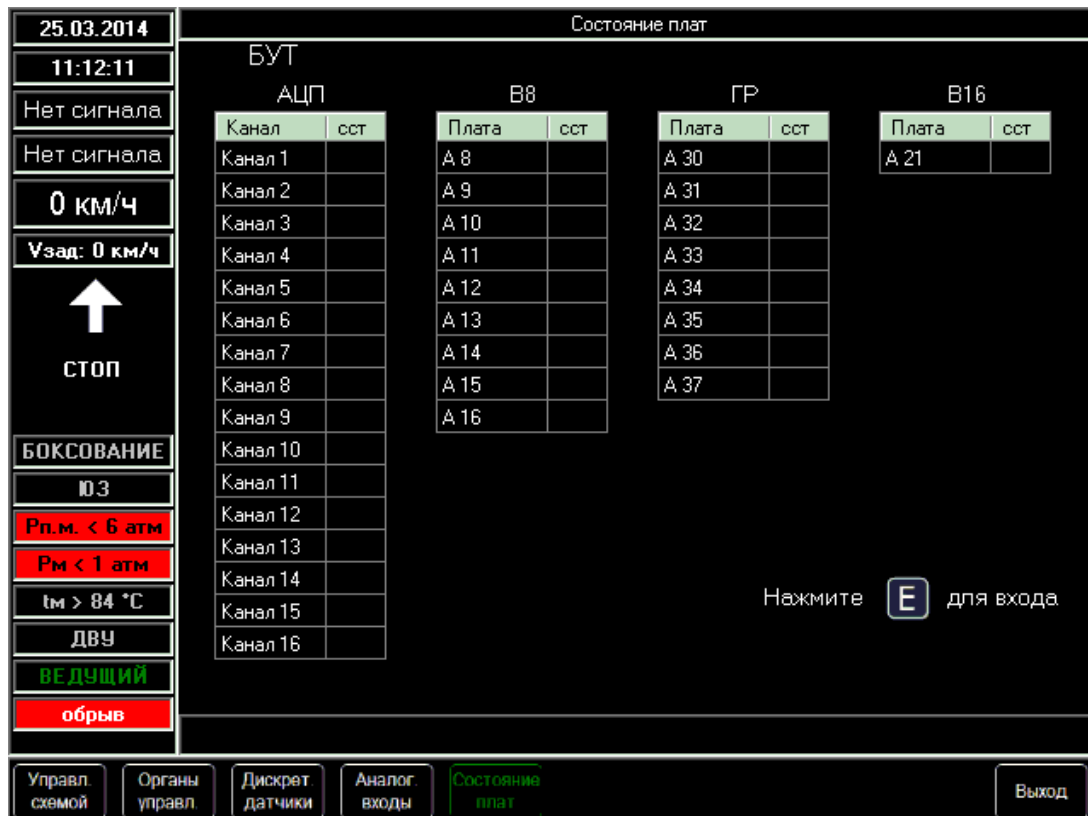 25.03.2014
11:12:11
Нет сигнала
Нет сигнала
0 км/ч
Vзад: 0 км/ч
СТОП
БОКСОВАНИЕ
ЮЗ
Рп.м. < 6 атм
Рм < 1 атм
tм > 84 °C
ДВУ
ВЕДУЩИЙ
обрыв
Состояние плат
БУТ
АЦП
Канал сст
Канал 1
Канал 2
Канал 3
Канал 4
Канал 5
Канал 6
Канал 7
Канал 8
Канал 9
Канал 10
Канал 11
Канал 12
Канал 13
Канал 14
Канал 15
Канал 16
В8
Плата сст
А 8
А 9
А 10
А 11
А 12
А 13
А 14
А 15
А 16
ГР
Плата сст
А 30
А 31
А 32
А 33
А 34
А 35
А 36
А 37
В16
Плата сст
А 21
Нажмите E для входа
Управл.
схемой
Органы
управл.
Дискрет.
датчики
Аналог.
входы
Состояние
плат
Выход